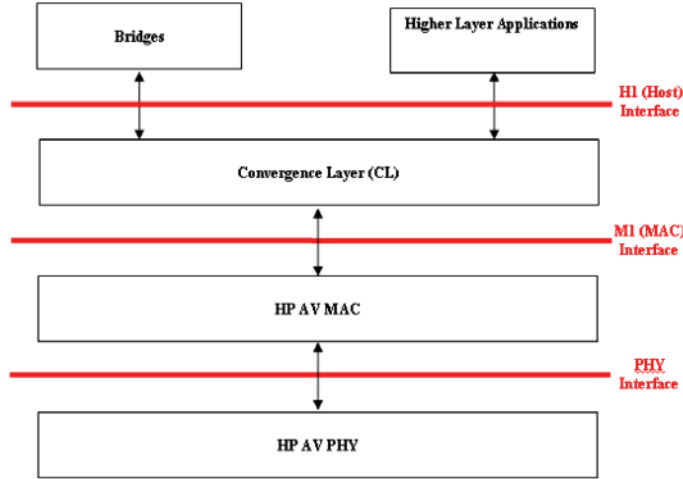 Bridges
Higher Layer Applications
H1 (Host)
Interface
Convergence Layer (CL)
M1 (MAC)
Interface
HP AV MAC
PHY
Interface
HP AV PHY